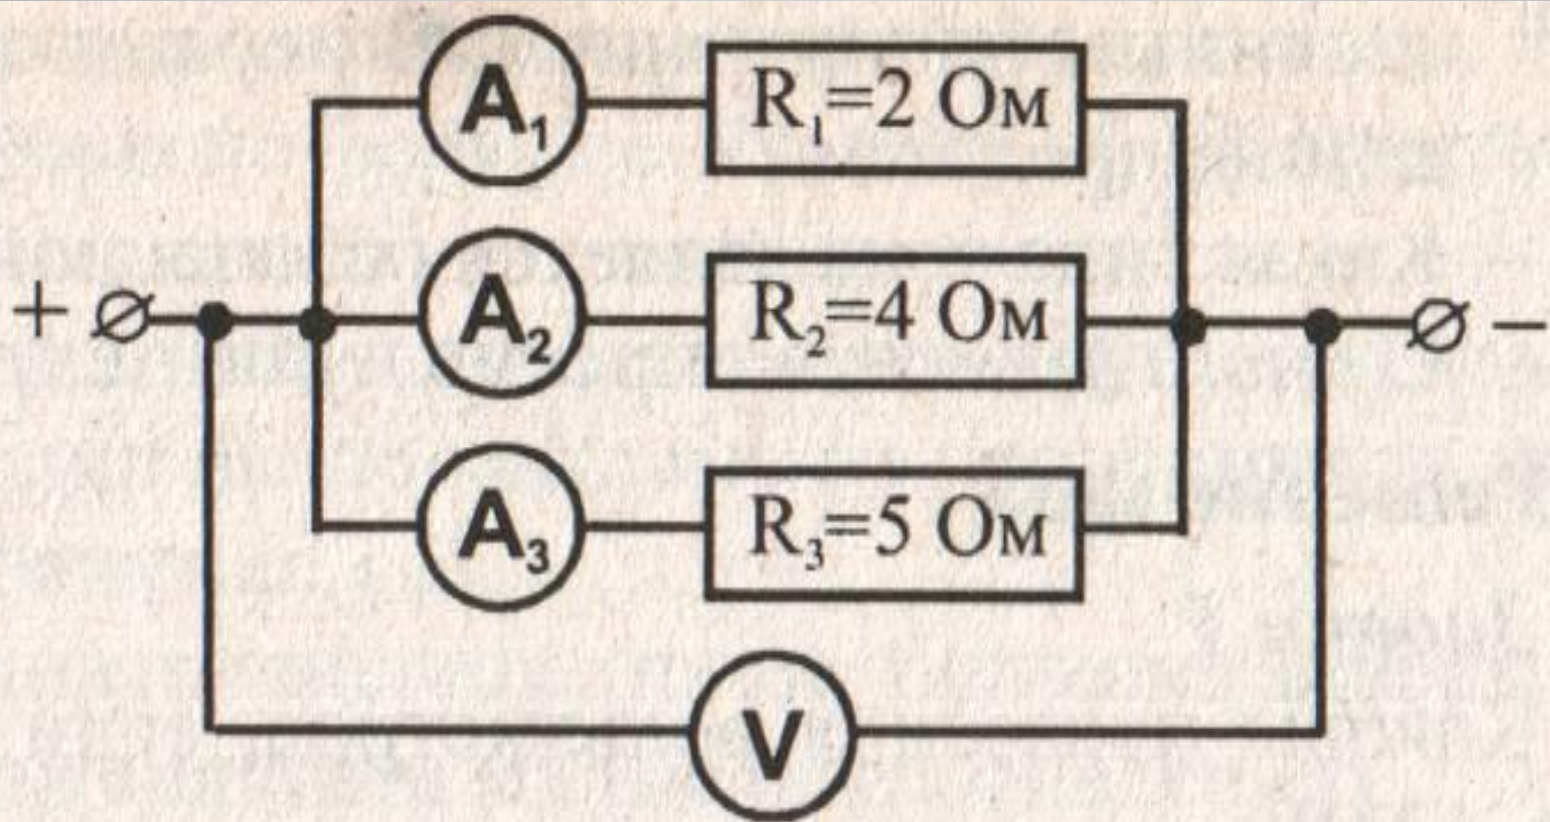 A₁ R₁=2 Ом
+ A₂ R₂=4 Ом −
A₃ R₃=5 Ом
V